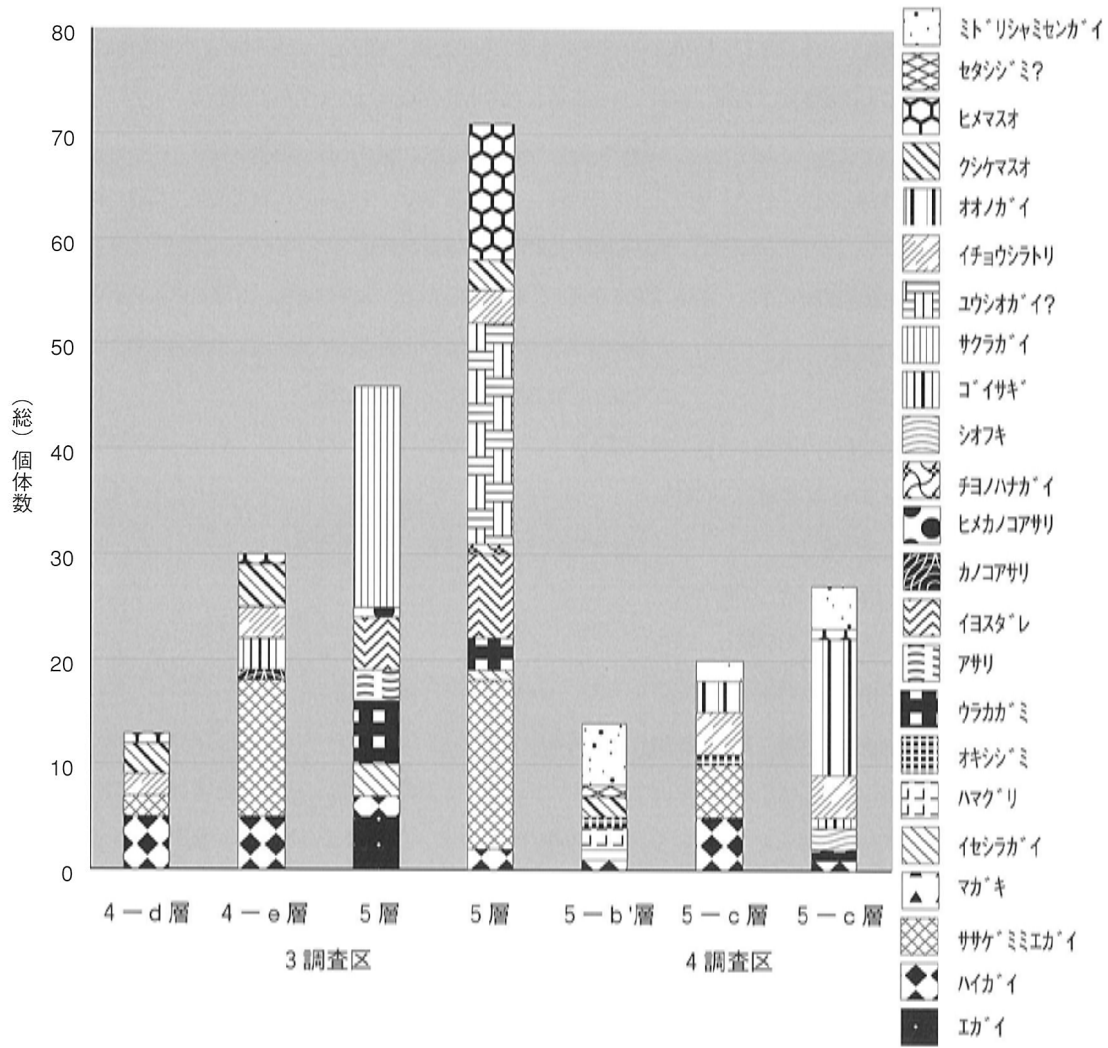 80
70
60
50
40
30
20
10
0
（総）個体数
4－d層
4－e層
5層
5層
5－b'層
5－c層
5－c層
3調査区
4調査区
ミドリシャミセンガイ
セタシジミ?
ヒメマスオ
クシケマスオ
オオノガイ
イチョウシラトリ
ユウシオガイ?
サクラガイ
ゴイサギ
シオフキ
チヨノハナガイ
ヒメカノコアサリ
カノコアサリ
イヨスダレ
アサリ
ウラカガミ
オキシジミ
ハマグリ
イセシラガイ
マガキ
ササゲミミエガイ
ハイガイ
エガイ